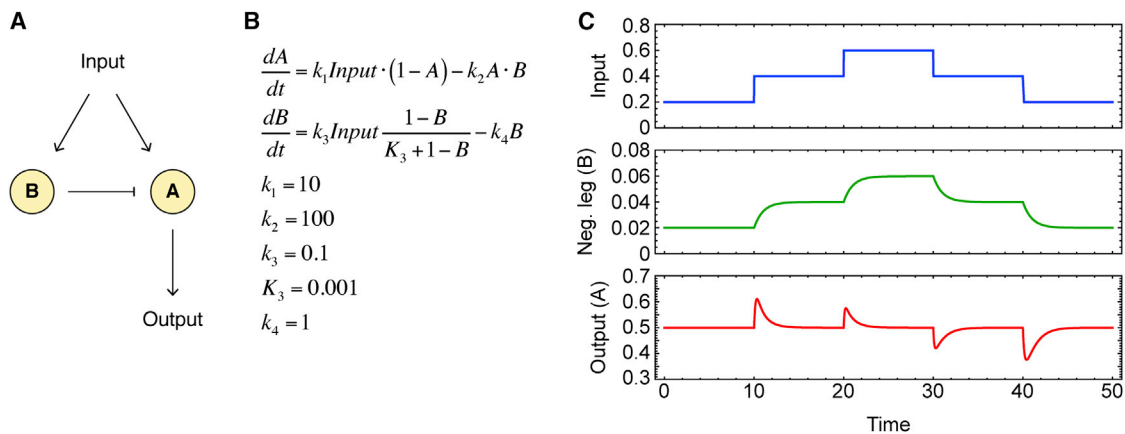 A
Input
B
A
Output
B
dA/dt = k₁Input·(1−A)−k₂A·B
dB/dt = k₃Input (1−B)/(K₃+1−B) −k₄B
k₁ = 10
k₂ = 100
k₃ = 0.1
K₃ = 0.001
k₄ = 1
C
Input
0.8
0.6
0.4
0.2
0
Neg. leg (B)
0.08
0.06
0.04
0.02
0
Output (A)
0.7
0.6
0.5
0.4
0.3
0 10 20 30 40 50
Time